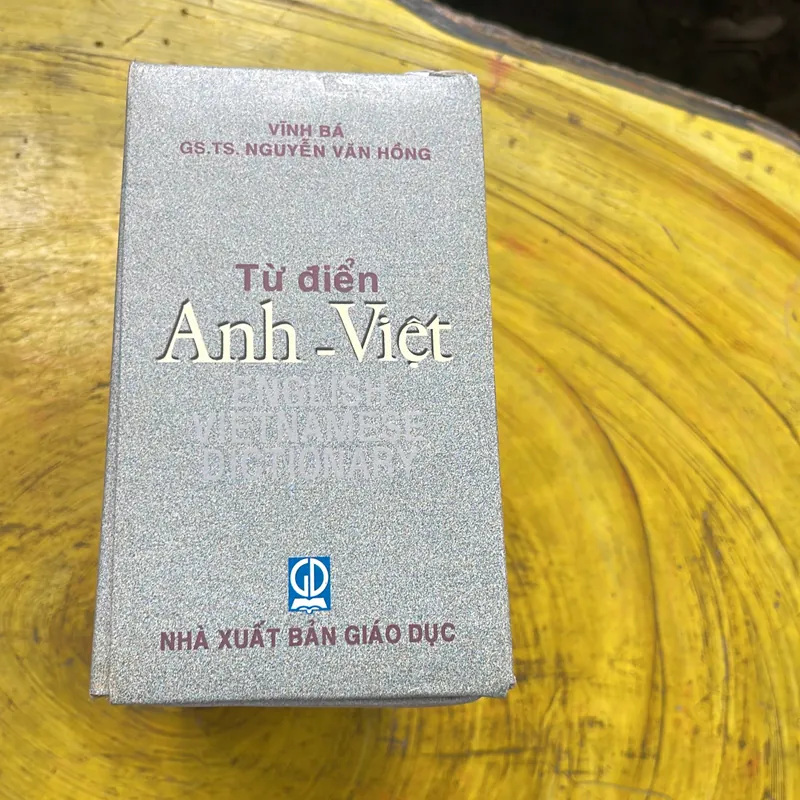 VĨNH BÁ
GS.TS. NGUYỄN VĂN HỒNG
Từ điển
Anh - Việt
ENGLISH
VIETNAMESE
DICTIONARY
GD
NHÀ XUẤT BẢN GIÁO DỤC